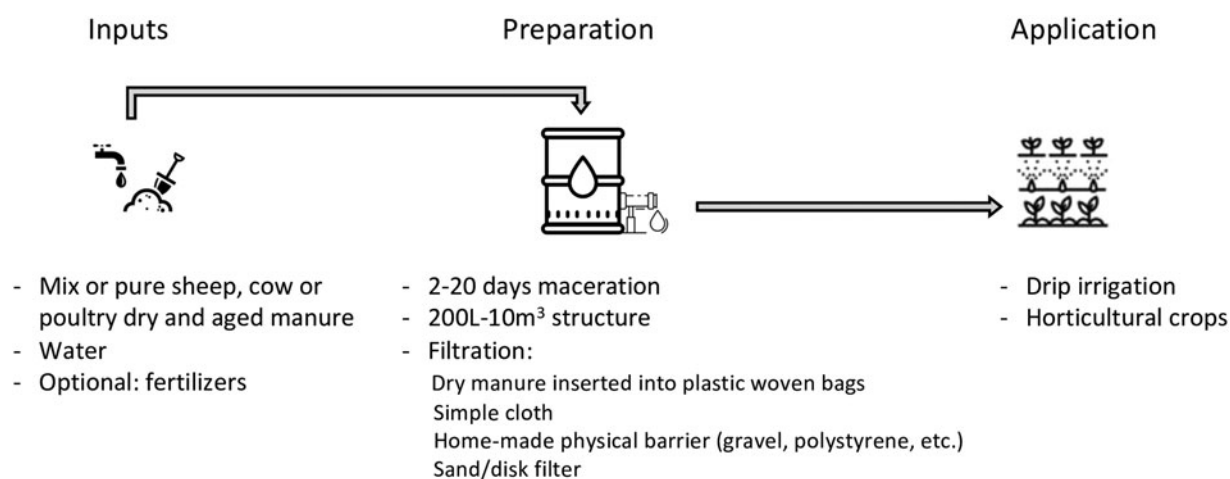 Inputs
Preparation
Application
- Mix or pure sheep, cow or
poultry dry and aged manure
- Water
- Optional: fertilizers
- 2-20 days maceration
- 200L-10m³ structure
- Filtration:
Dry manure inserted into plastic woven bags
Simple cloth
Home-made physical barrier (gravel, polystyrene, etc.)
Sand/disk filter
- Drip irrigation
- Horticultural crops